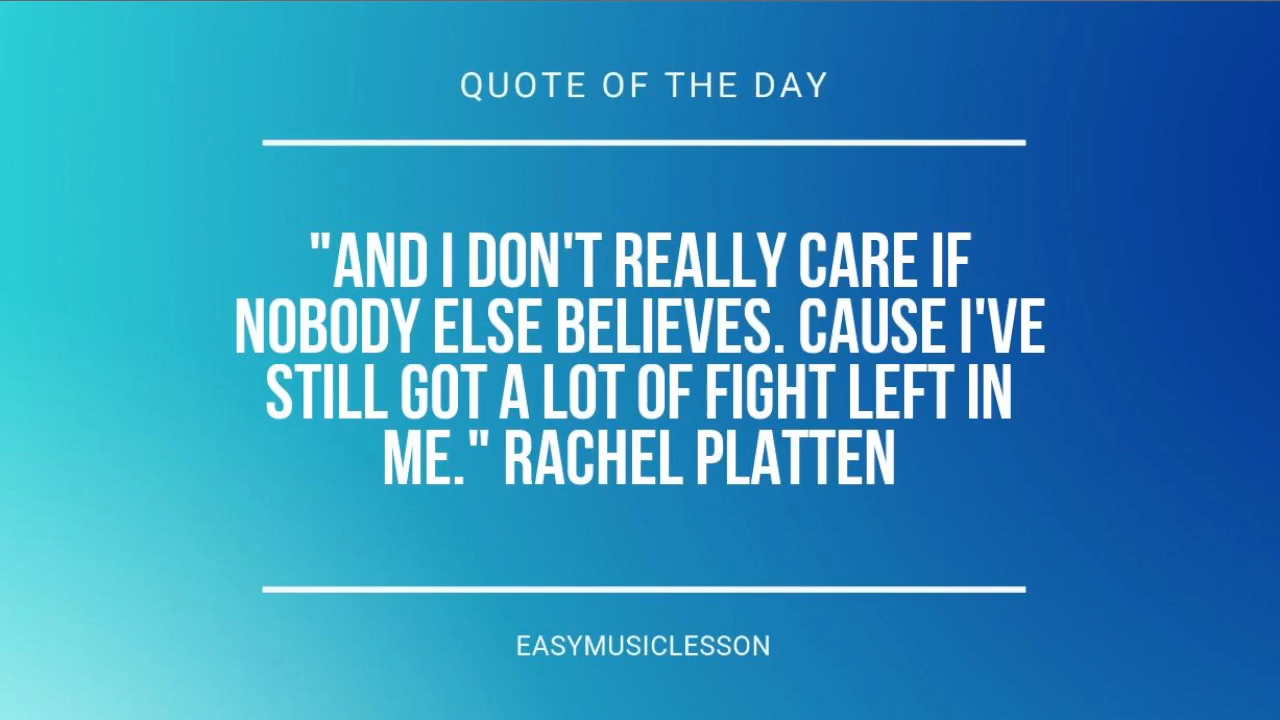 QUOTE OF THE DAY
"AND I DON'T REALLY CARE IF
NOBODY ELSE BELIEVES. CAUSE I'VE
STILL GOT A LOT OF FIGHT LEFT IN
ME." RACHEL PLATTEN
EASYMUSICLESSON